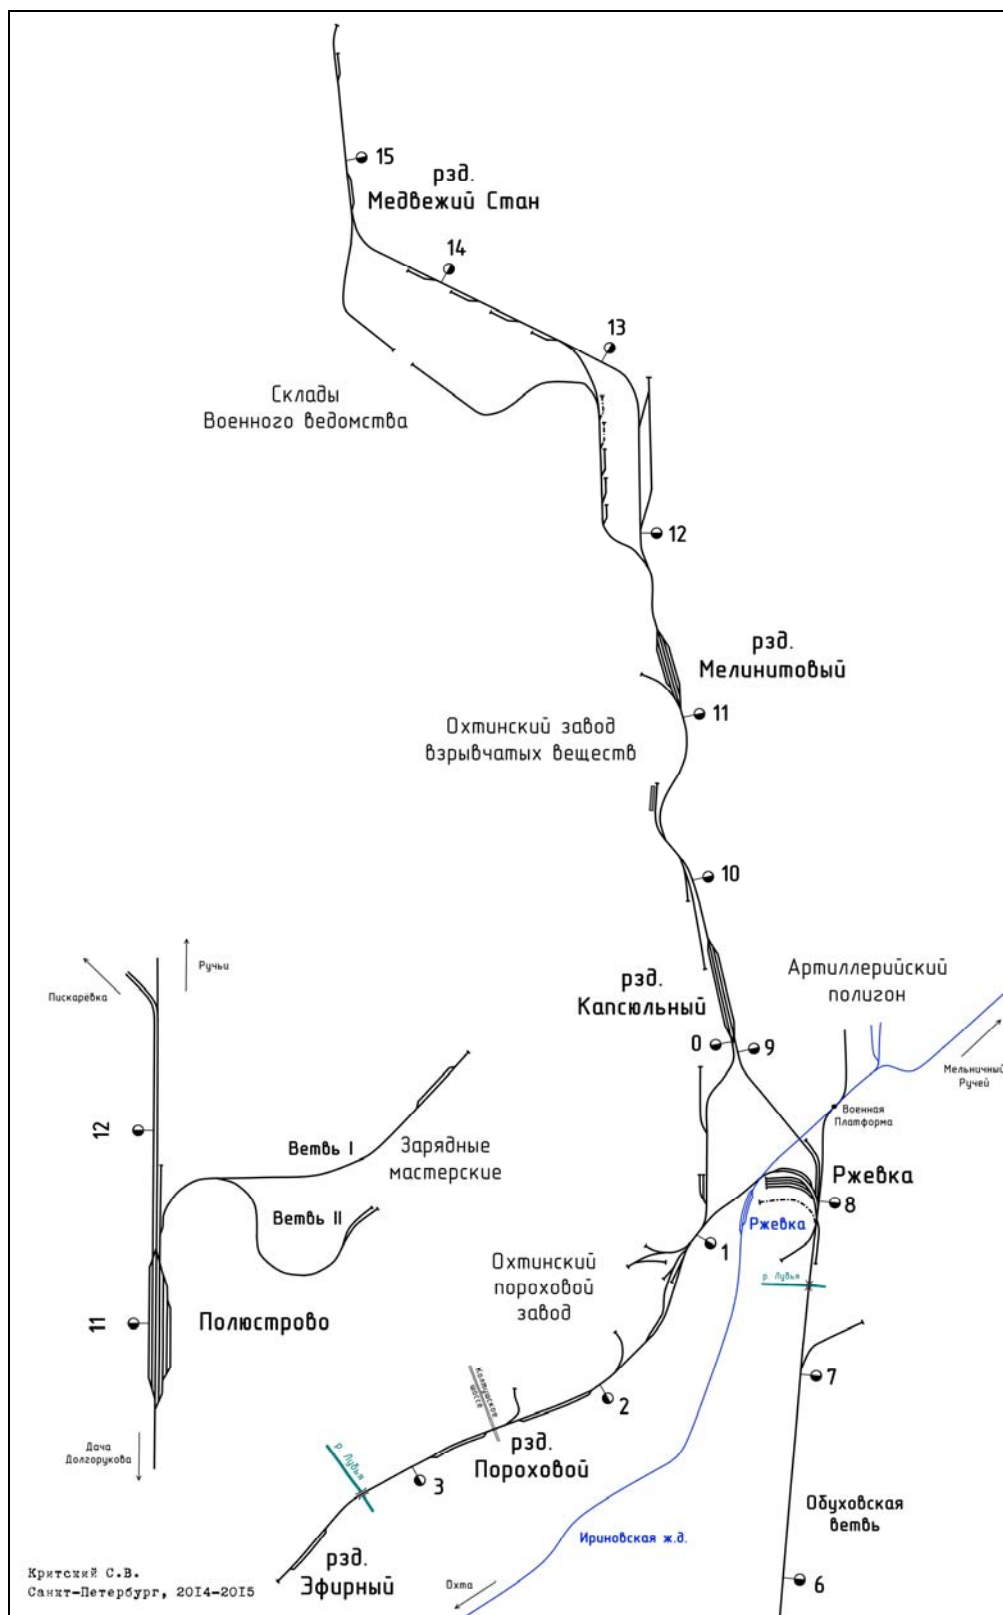 15
рзд.
Медвежий Стан
14
13
Склады
Военного ведомства
12
рзд.
Мелинитовый
11
Охтинский завод
взрывчатых веществ
10
Ручьи
Пискарёвка
Артиллерийский
полигон
рзд.
Капсюльный
0
9
Мельничный
Ручей
Военная
Платформа
12
Ветвь I
Зарядные
мастерские
Ветвь II
Ржевка
8
Ржевка
1
р. Лубья
Охтинский
пороховой
завод
11
Полюстрово
7
2
Колтушское
шоссе
рзд.
Пороховой
Дача
Долгорукова
р. Лубья
3
Обуховская
ветвь
Ириновская ж.д.
рзд.
Эфирный
Охта
6
Критский С.В.
Санкт-Петербург, 2014-2015